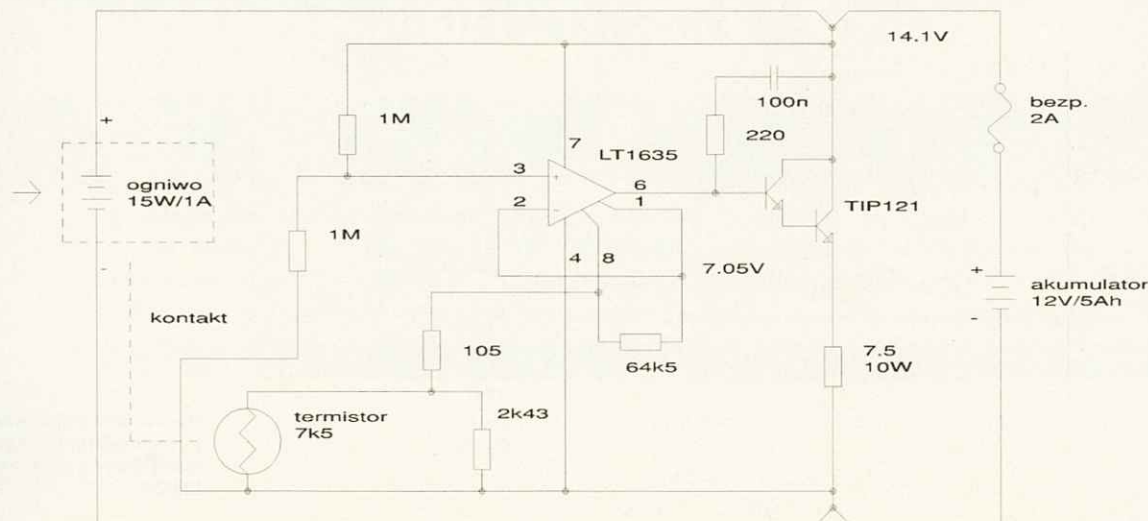 14.1V
100n
bezp.
2A
1M
220
7
LT1635
3
6
ogniwo
15W/1A
+
-
2
1
TIP121
1M
4
8
7.05V
+
-
akumulator
12V/5Ah
kontakt
105
64k5
7.5
10W
termistor
7k5
2k43